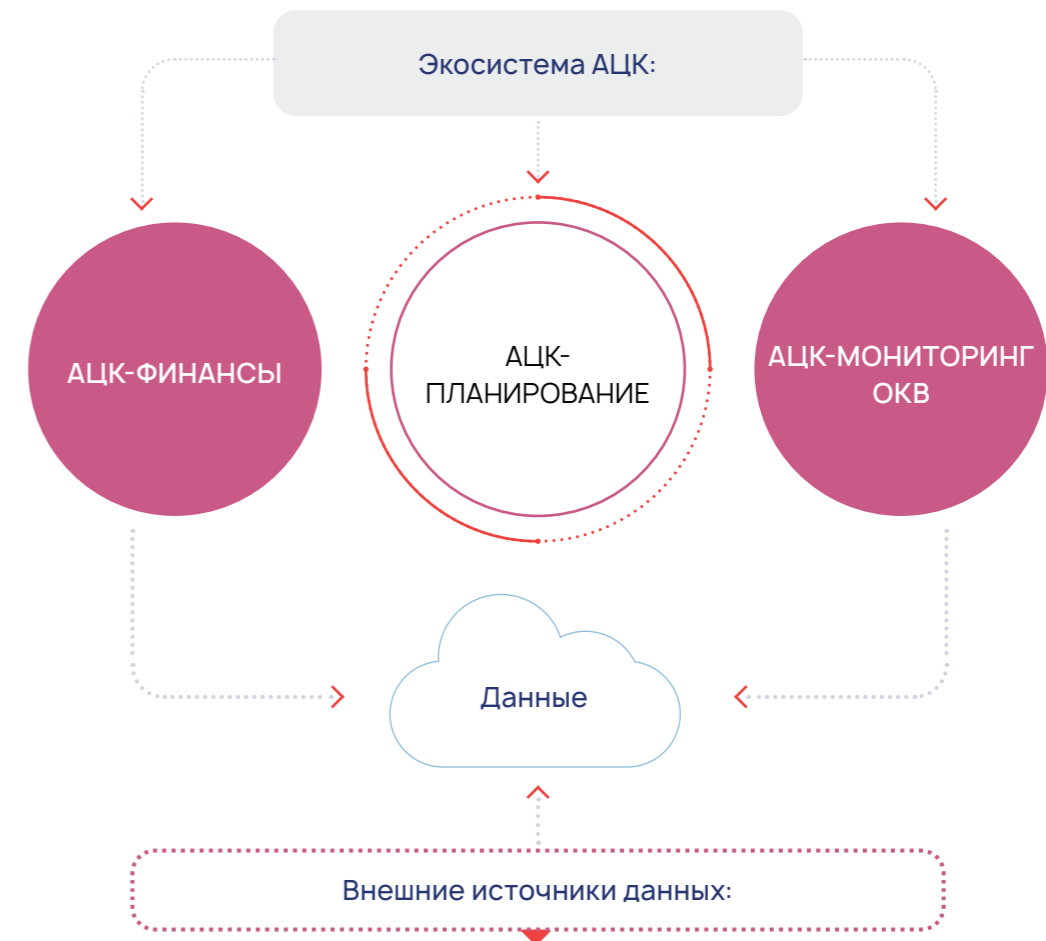 Экосистема АЦК:
АЦК-ФИНАНСЫ
АЦК-
ПЛАНИРОВАНИЕ
АЦК-МОНИТОРИНГ
ОКВ
Данные
Внешние источники данных: